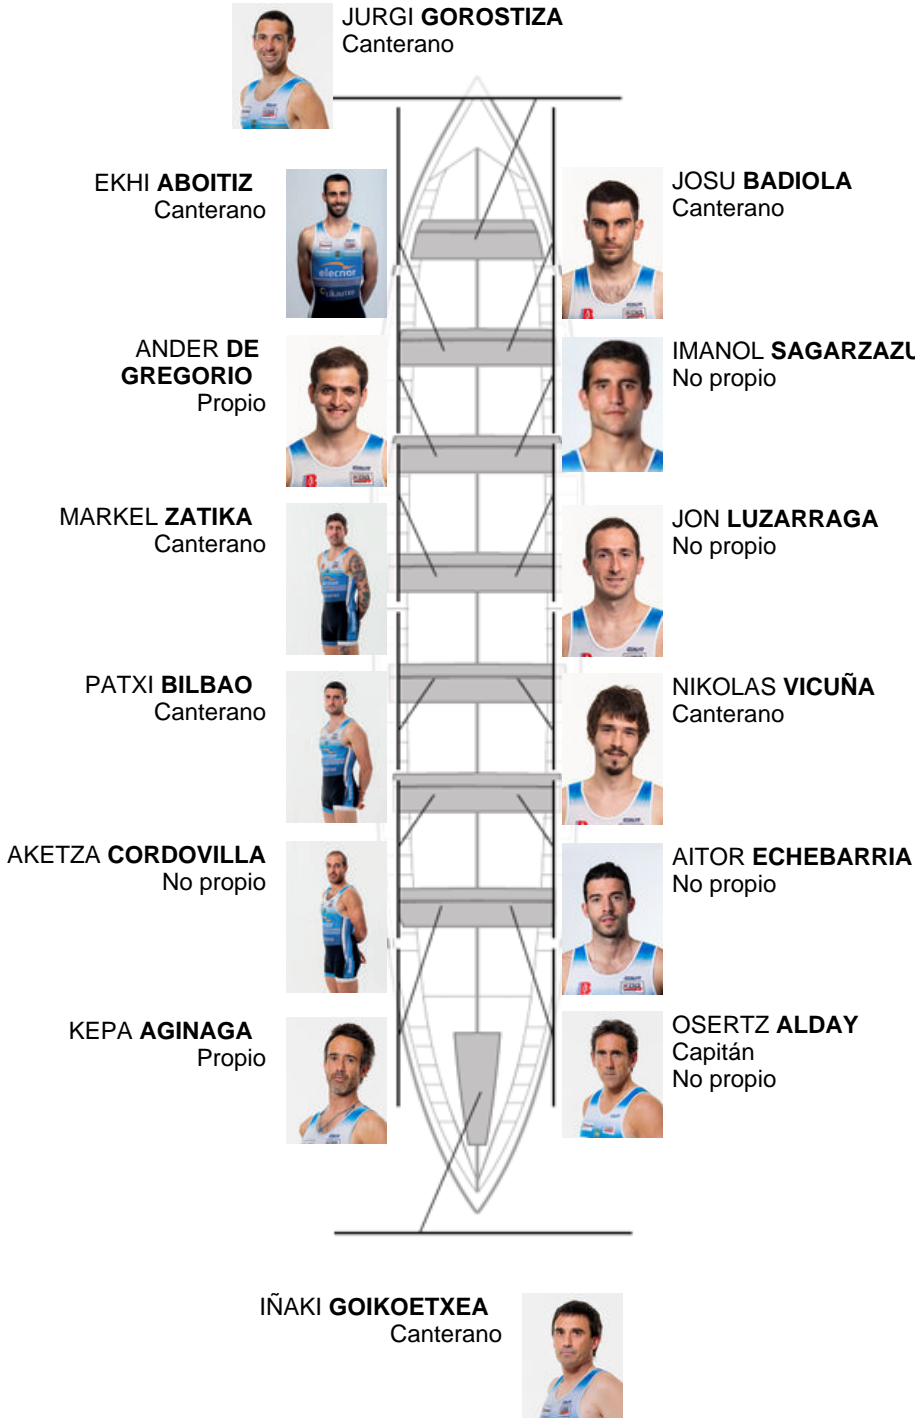 JURGI GOROSTIZA
Canterano
EKHI ABOITIZ
Canterano
JOSU BADIOLA
Canterano
ANDER DE
GREGORIO
Propio
IMANOL SAGARZAZU
No propio
MARKEL ZATIKA
Canterano
JON LUZARRAGA
No propio
PATXI BILBAO
Canterano
NIKOLAS VICUÑA
Canterano
AKETZA CORDOVILLA
No propio
AITOR ECHEBARRIA
No propio
KEPA AGINAGA
Propio
OSERTZ ALDAY
Capitán
No propio
IÑAKI GOIKOETXEA
Canterano
elecnor